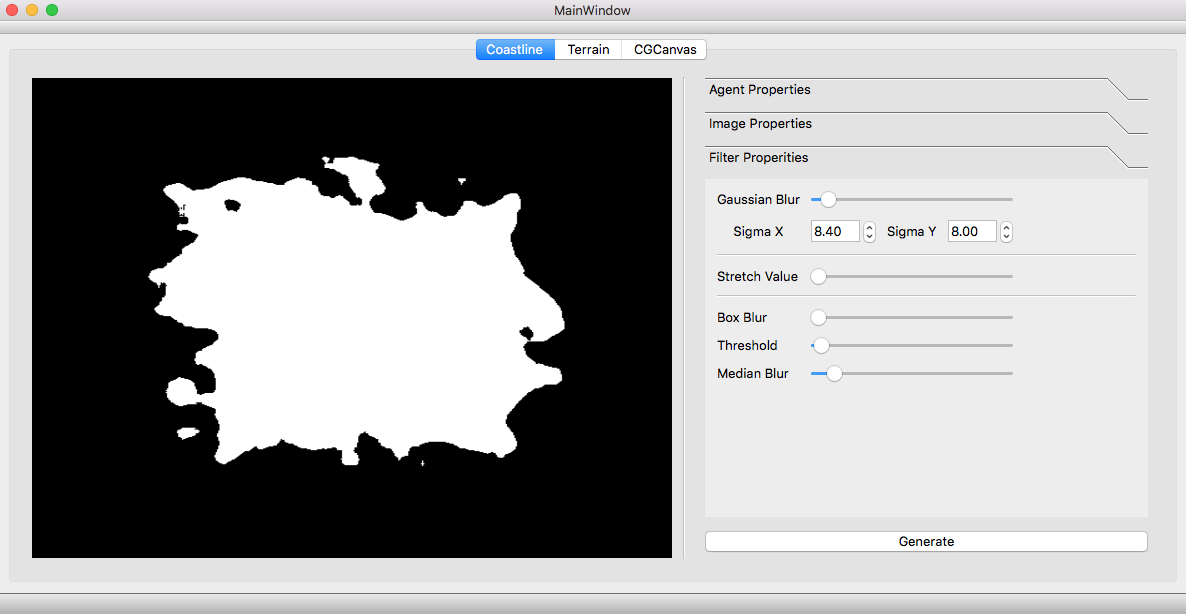 MainWindow
Coastline Terrain CGCanvas
Agent Properties
Image Properties
Filter Properities
Gaussian Blur
Sigma X 8.40 Sigma Y 8.00
Stretch Value
Box Blur
Threshold
Median Blur
Generate